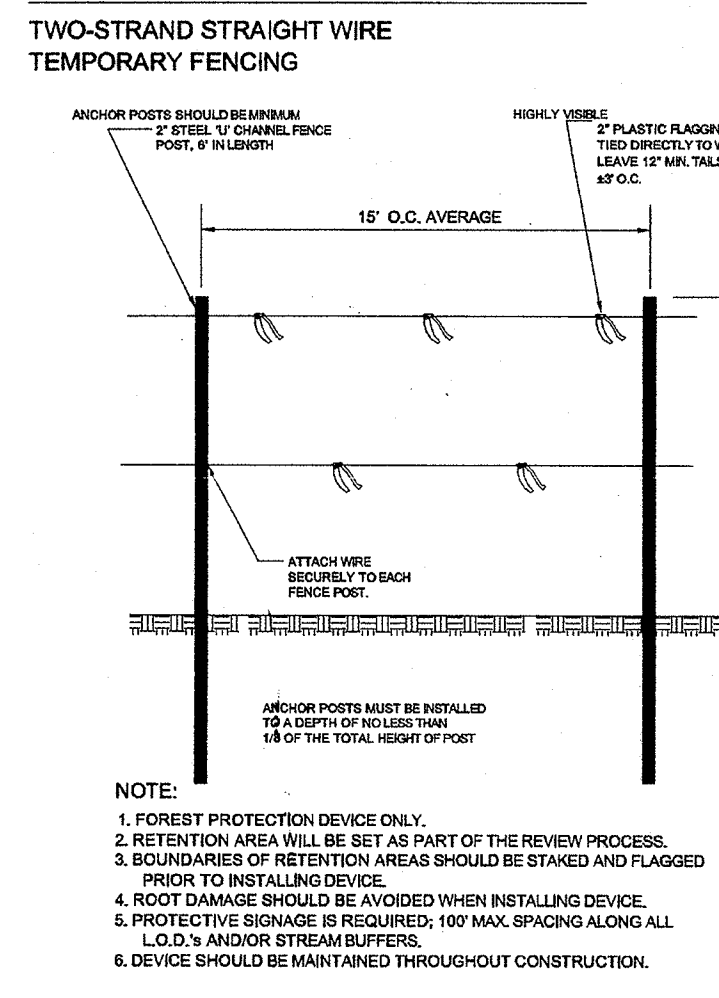 TWO-STRAND STRAIGHT WIRE
TEMPORARY FENCING
ANCHOR POSTS SHOULD BE MINIMUM
2" STEEL 'U' CHANNEL FENCE
POST, 6' IN LENGTH
HIGHLY VISIBLE
2" PLASTIC FLAGGIN
TIED DIRECTLY TO
LEAVE 12" MIN. TAILS
±3' O.C.
15' O.C. AVERAGE
ATTACH WIRE
SECURELY TO EACH
FENCE POST.
ANCHOR POSTS MUST BE INSTALLED
TO A DEPTH OF NO LESS THAN
OF THE TOTAL HEIGHT OF POST
NOTE:
1. FOREST PROTECTION DEVICE ONLY.
2. RETENTION AREA WILL BE SET AS PART OF THE REVIEW PROCESS.
3. BOUNDARIES OF RETENTION AREAS SHOULD BE STAKED AND FLAGGED
PRIOR TO INSTALLING DEVICE.
4. ROOT DAMAGE SHOULD BE AVOIDED WHEN INSTALLING DEVICE.
5. PROTECTIVE SIGNAGE IS REQUIRED; 100' MAX. SPACING ALONG ALL
L.O.D.'s AND/OR STREAM BUFFERS.
6. DEVICE SHOULD BE MAINTAINED THROUGHOUT CONSTRUCTION.